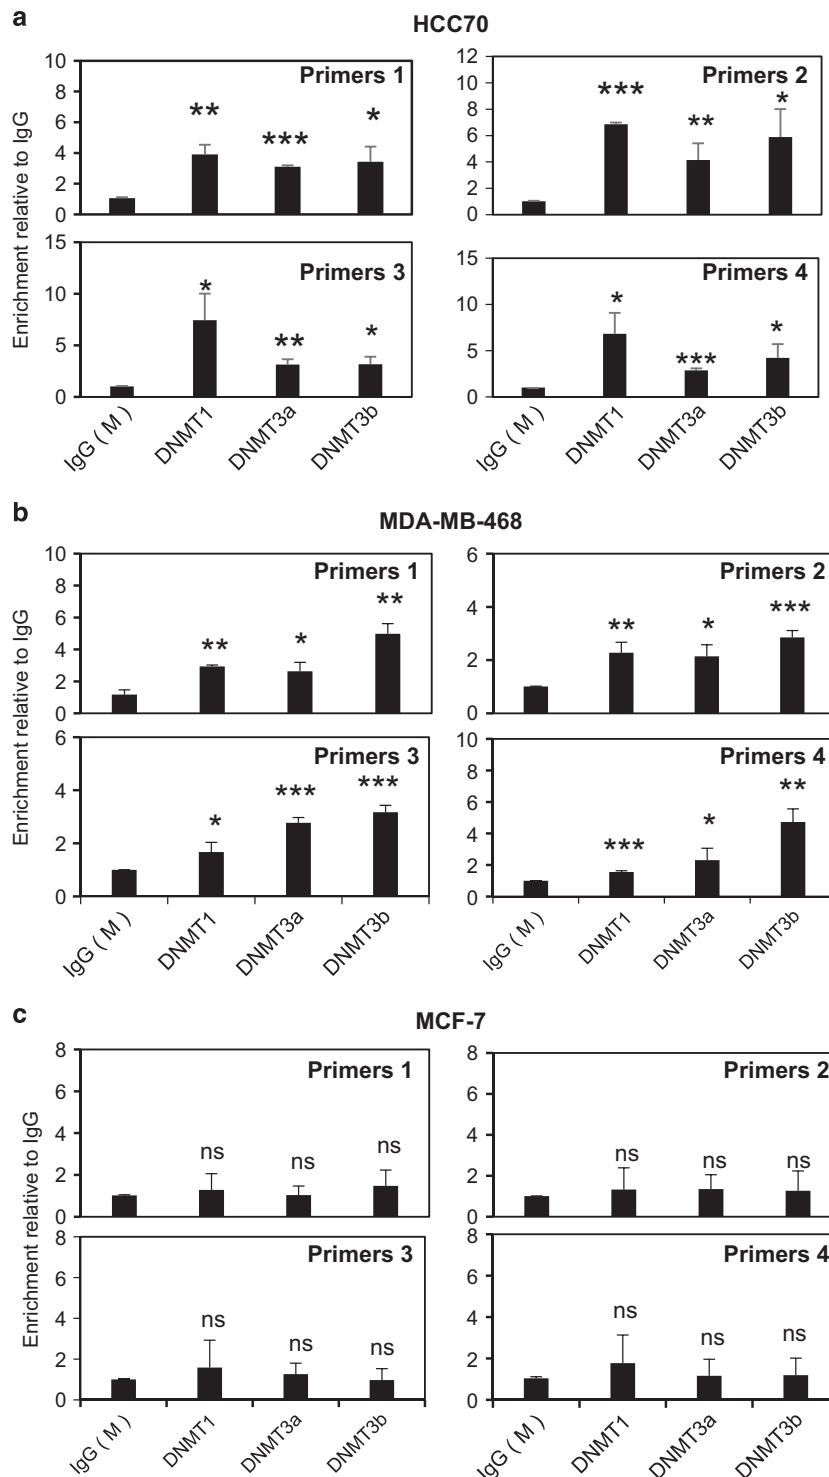 a
HCC70
Enrichment relative to IgG
10
8
6
4
2
0
Primers 1
**
***
*
12
10
8
6
4
2
0
Primers 2
***
**
*
15
10
5
0
Primers 3
*
**
*
IgG ( M )
DNMT1
DNMT3a
DNMT3b
15
10
5
0
Primers 4
*
***
*
IgG ( M )
DNMT1
DNMT3a
DNMT3b
b
MDA-MB-468
Enrichment relative to IgG
10
8
6
4
2
0
Primers 1
**
*
**
6
4
2
0
Primers 2
**
*
***
6
4
2
0
Primers 3
*
***
***
IgG ( M )
DNMT1
DNMT3a
DNMT3b
10
8
6
4
2
0
Primers 4
***
*
**
IgG ( M )
DNMT1
DNMT3a
DNMT3b
c
MCF-7
Enrichment relative to IgG
8
6
4
2
0
Primers 1
ns
ns
ns
8
6
4
2
0
Primers 2
ns
ns
ns
8
6
4
2
0
Primers 3
ns
ns
ns
IgG ( M )
DNMT1
DNMT3a
DNMT3b
8
6
4
2
0
Primers 4
ns
ns
ns
IgG ( M )
DNMT1
DNMT3a
DNMT3b